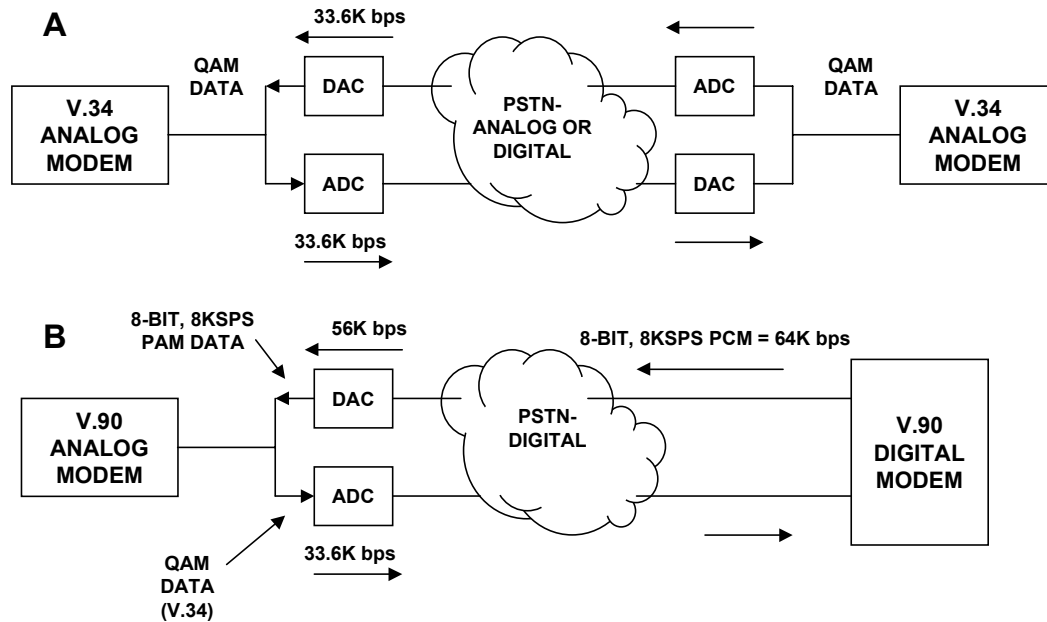 A
33.6K bps
QAM
DATA
DAC
ADC
QAM
DATA
V.34
ANALOG
MODEM
PSTN-
ANALOG OR
DIGITAL
V.34
ANALOG
MODEM
ADC
DAC
33.6K bps
B
8-BIT, 8KSPS
PAM DATA
56K bps
8-BIT, 8KSPS PCM = 64K bps
DAC
V.90
ANALOG
MODEM
PSTN-
DIGITAL
V.90
DIGITAL
MODEM
ADC
QAM
DATA
(V.34)
33.6K bps